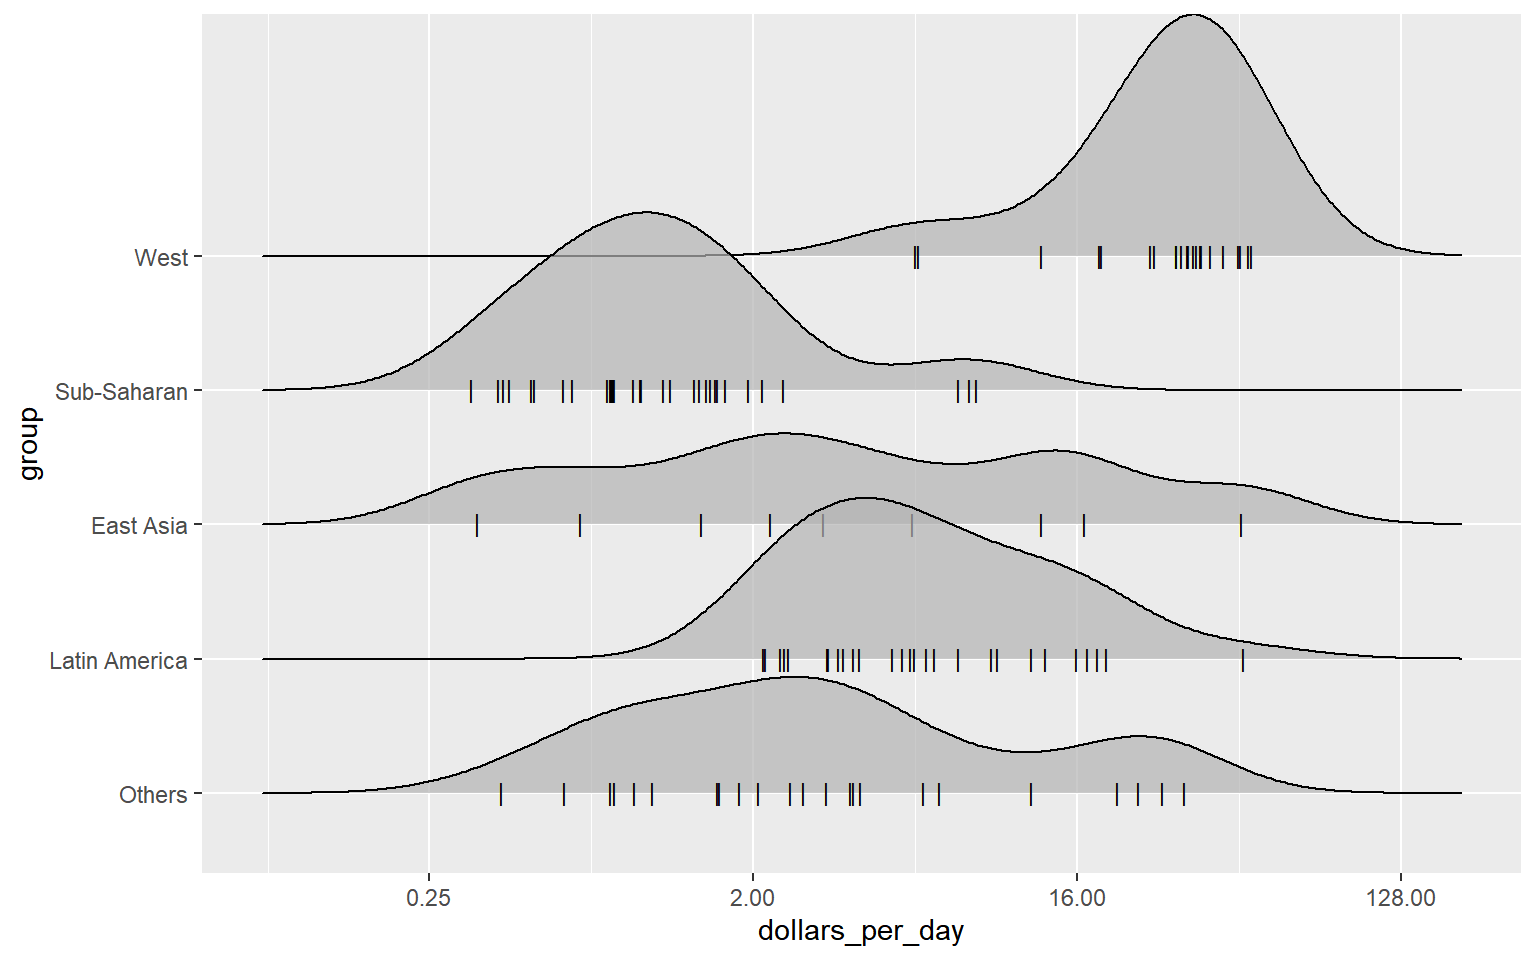 West
Sub-Saharan
East Asia
Latin America
Others
group
0.25 2.00 16.00 128.00
dollars_per_day